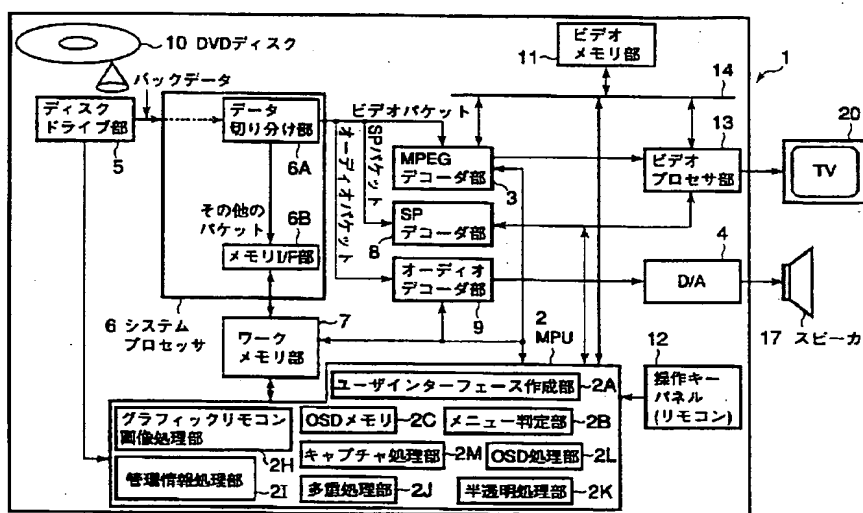 10 DVDディスク
ビデオ
メモリ部
11
14
1
パックデータ
ディスク
ドライブ部
5
データ
切り分け部
6A
ビデオパケット
SPパケット
オーディオパケット
MPEG
デコーダ部
3
ビデオ
プロセサ部
13
20
TV
その他の
パケット
6B
メモリI/F部
SP
デコーダ部
8
オーディオ
デコーダ部
9
4
D/A
17 スピーカ
6 システム
プロセッサ
7
ワーク
メモリ部
2
MPU
12
操作キー
パネル
(リモコン)
ユーザインターフェース作成部
2A
グラフィックリモコン
画像処理部
2H
OSDメモリ
2C
メニュー判定部
2B
キャプチャ処理部
2M
OSD処理部
2L
管理情報処理部
2I
多重処理部
2J
半透明処理部
2K